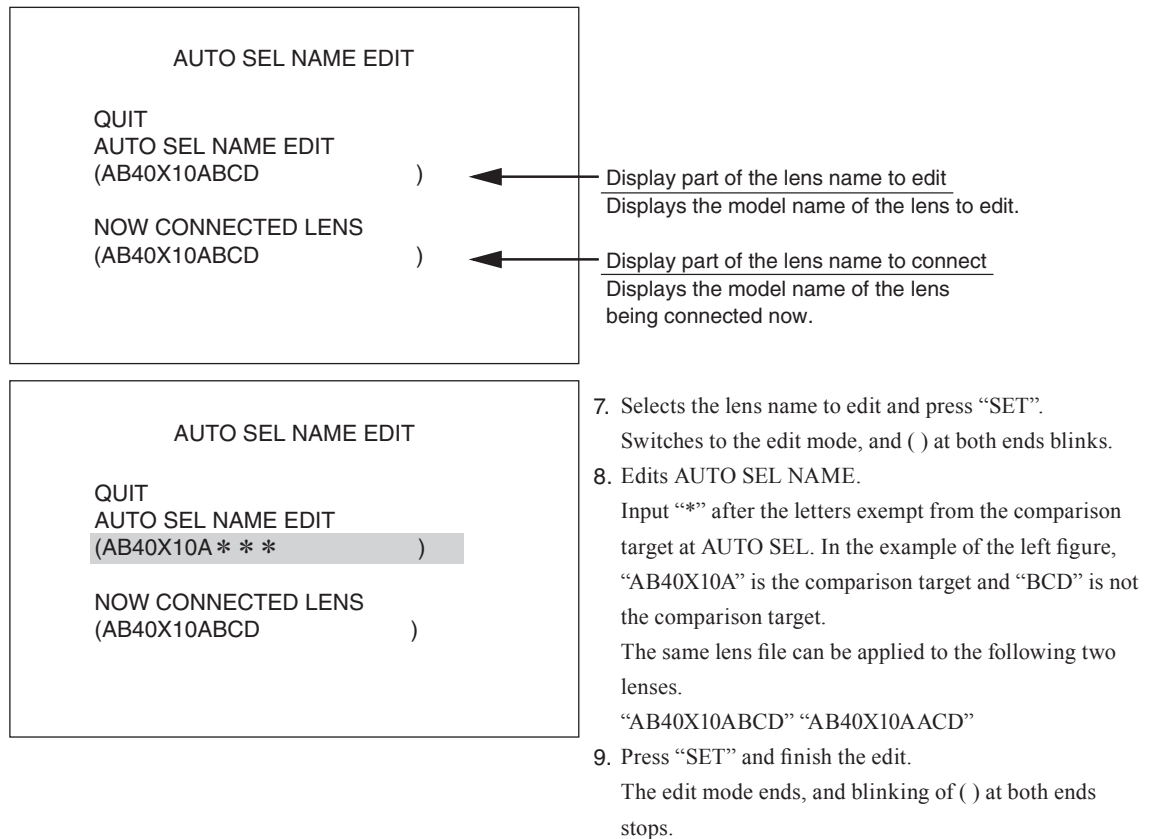 AUTO SEL NAME EDIT
QUIT
AUTO SEL NAME EDIT
(AB40X10ABCD )
NOW CONNECTED LENS
(AB40X10ABCD )
Display part of the lens name to edit
Displays the model name of the lens to edit.
Display part of the lens name to connect
Displays the model name of the lens
being connected now.
AUTO SEL NAME EDIT
QUIT
AUTO SEL NAME EDIT
(AB40X10A＊＊＊ )
NOW CONNECTED LENS
(AB40X10ABCD )
7. Selects the lens name to edit and press “SET”.
Switches to the edit mode, and ( ) at both ends blinks.
8. Edits AUTO SEL NAME.
Input “*” after the letters exempt from the comparison
target at AUTO SEL. In the example of the left figure,
“AB40X10A” is the comparison target and “BCD” is not
the comparison target.
The same lens file can be applied to the following two
lenses.
“AB40X10ABCD” “AB40X10AACD”
9. Press “SET” and finish the edit.
The edit mode ends, and blinking of ( ) at both ends
stops.